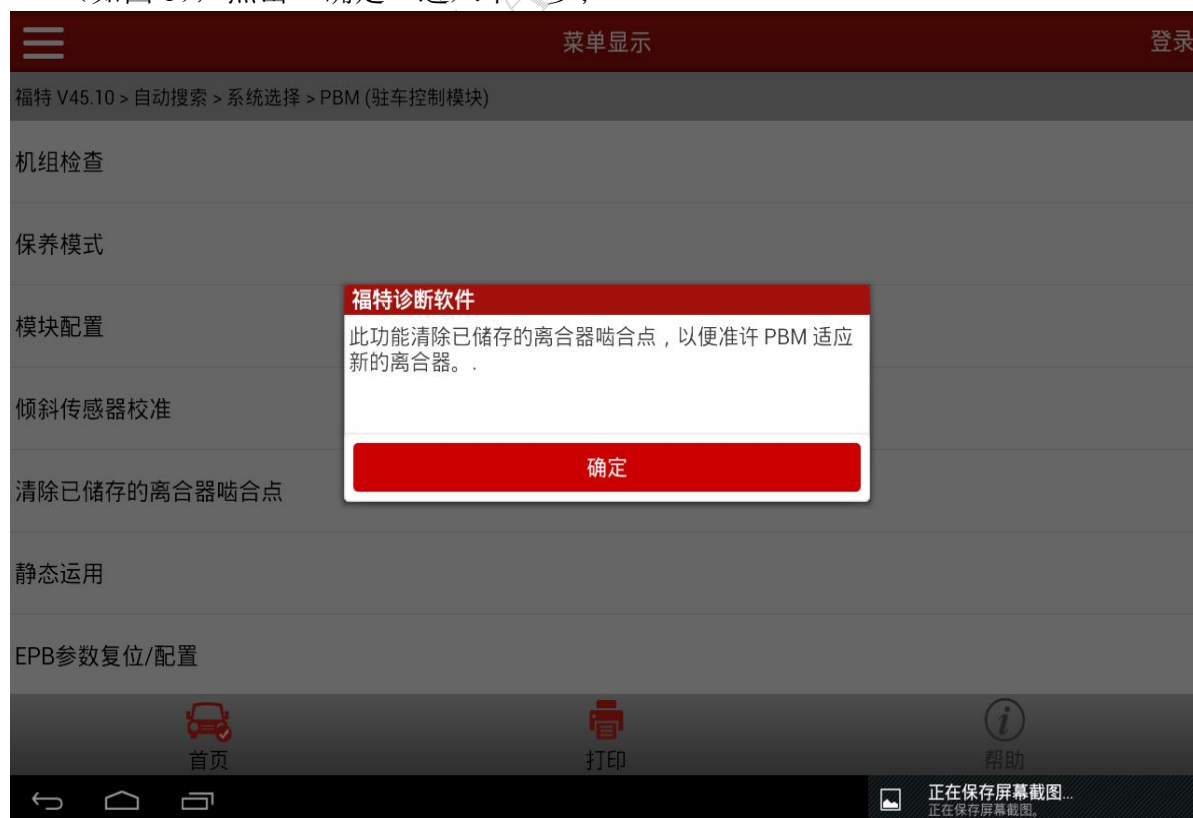 菜单显示
登录
福特 V45.10 > 自动搜索 > 系统选择 > PBM (驻车控制模块)
机组检查
保养模式
模块配置
倾斜传感器校准
清除已储存的离合器啮合点
静态运用
EPB参数复位/配置
福特诊断软件
此功能清除已储存的离合器啮合点，以便准许 PBM 适应
新的离合器。.
确定
首页
打印
帮助
正在保存屏幕截图...
正在保存屏幕截图。